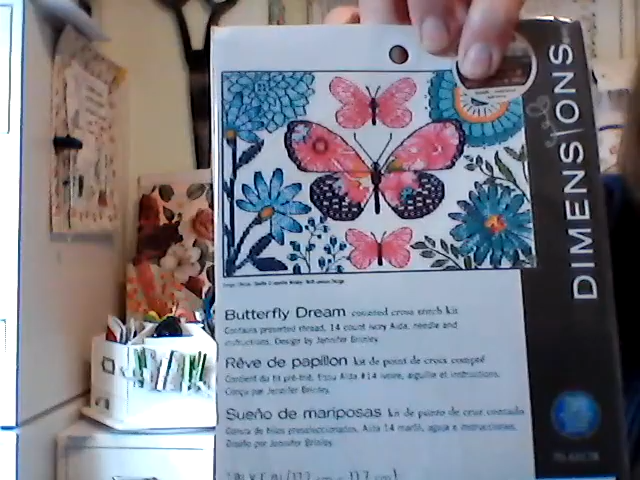 DIMENSIONS
Butterfly Dream counted cross stitch kit
Contains presorted thread, 14 count ivory Aida, needle and
instructions. Design by Jennifer Brinley.
Rêve de papillon kit de point de croix compté
Contient du fil pré-trié, tissu Aida #14 ivoire, aiguille et instructions.
Conçu par Jennifer Brinley.
Sueño de mariposas kit de punto de cruz contado
Consta de hilos preseleccionados, Aida 14 marfil, aguja e instrucciones.
Diseño por Jennifer Brinley.